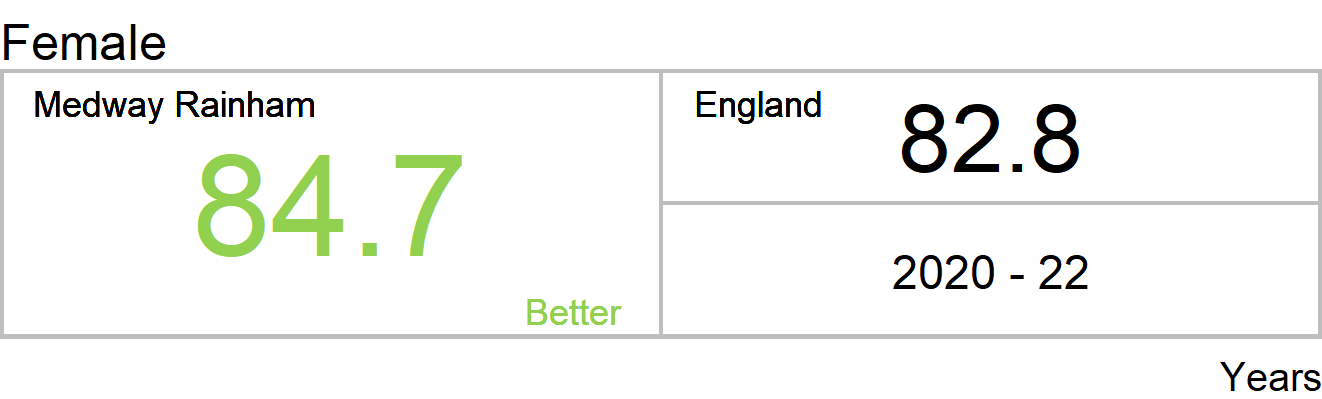 Female
Medway Rainham
84.7
Better
England
82.8
2020 - 22
Years